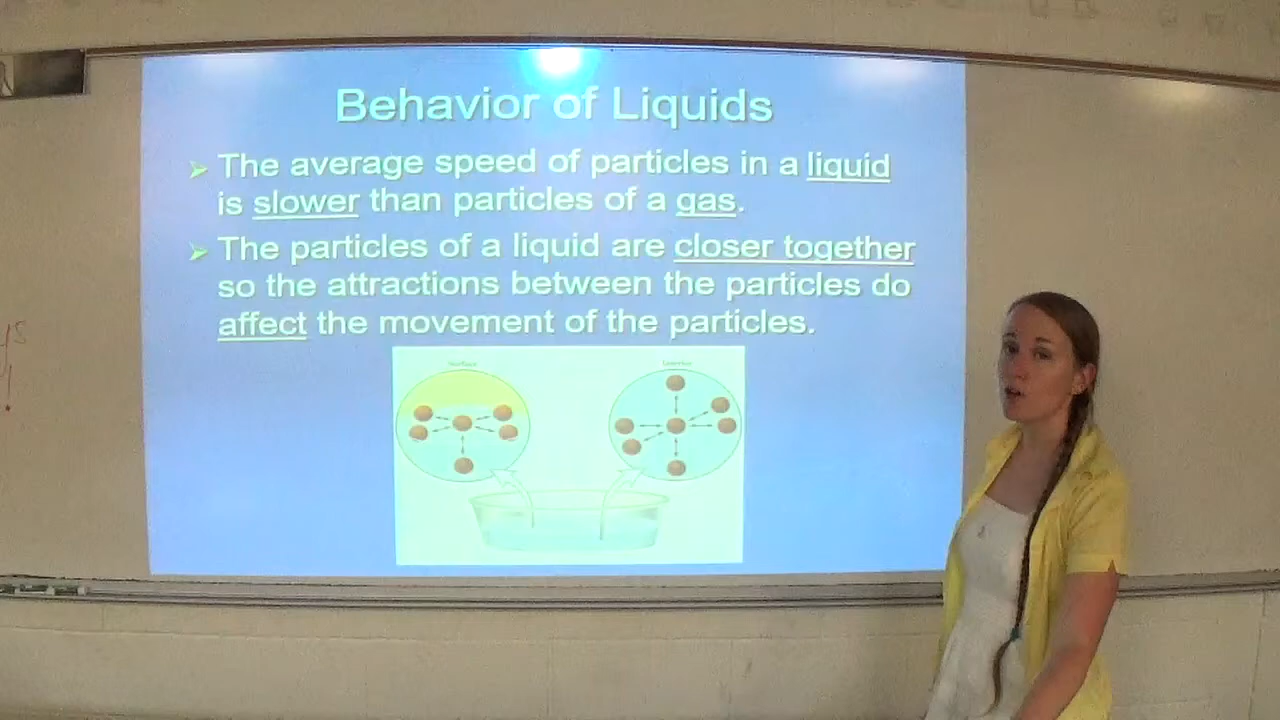 Behavior of Liquids
The average speed of particles in a liquid
is slower than particles of a gas.
The particles of a liquid are closer together
so the attractions between the particles do
affect the movement of the particles.